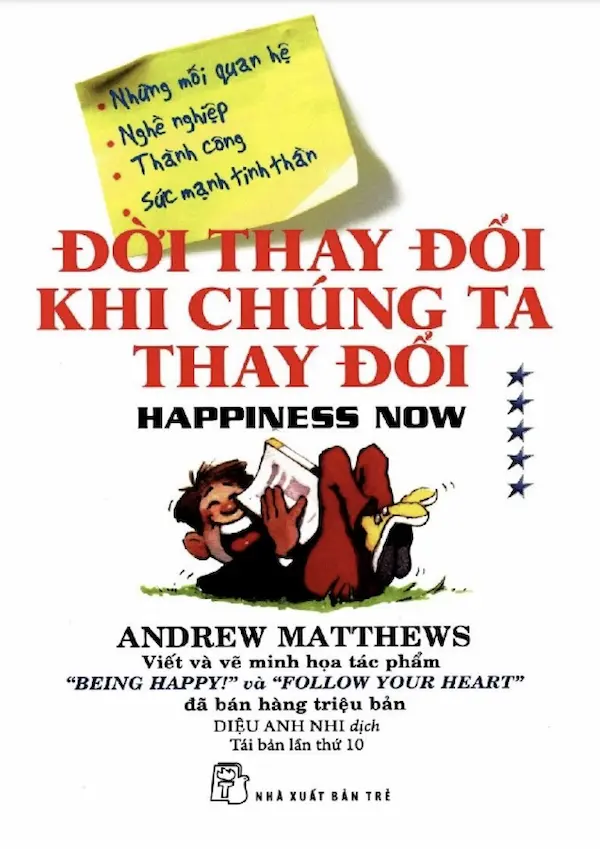 • Những mối quan hệ
• Nghề nghiệp
• Thành công
• Sức mạnh tinh thần
ĐỜI THAY ĐỔI
KHI CHÚNG TA
THAY ĐỔI
HAPPINESS NOW
ANDREW MATTHEWS
Viết và vẽ minh họa tác phẩm
“BEING HAPPY!” và “FOLLOW YOUR HEART”
đã bán hàng triệu bản
DIỆU ANH NHI dịch
Tái bản lần thứ 10
NHÀ XUẤT BẢN TRẺ